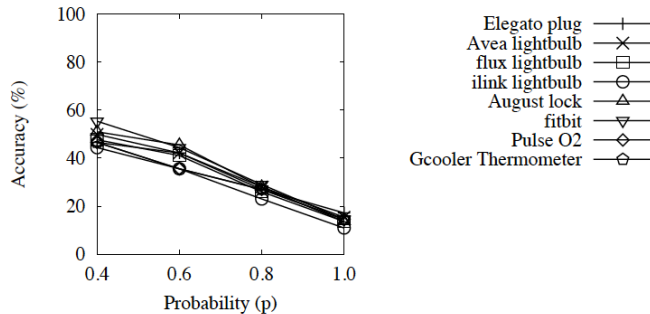 100
80
60
40
20
0
Accuracy (%)
0.4 0.6 0.8 1.0
Probability (p)
Elegato plug
Avea lightbulb
flux lightbulb
ilink lightbulb
August lock
fitbit
Pulse O2
Gcooler Thermometer